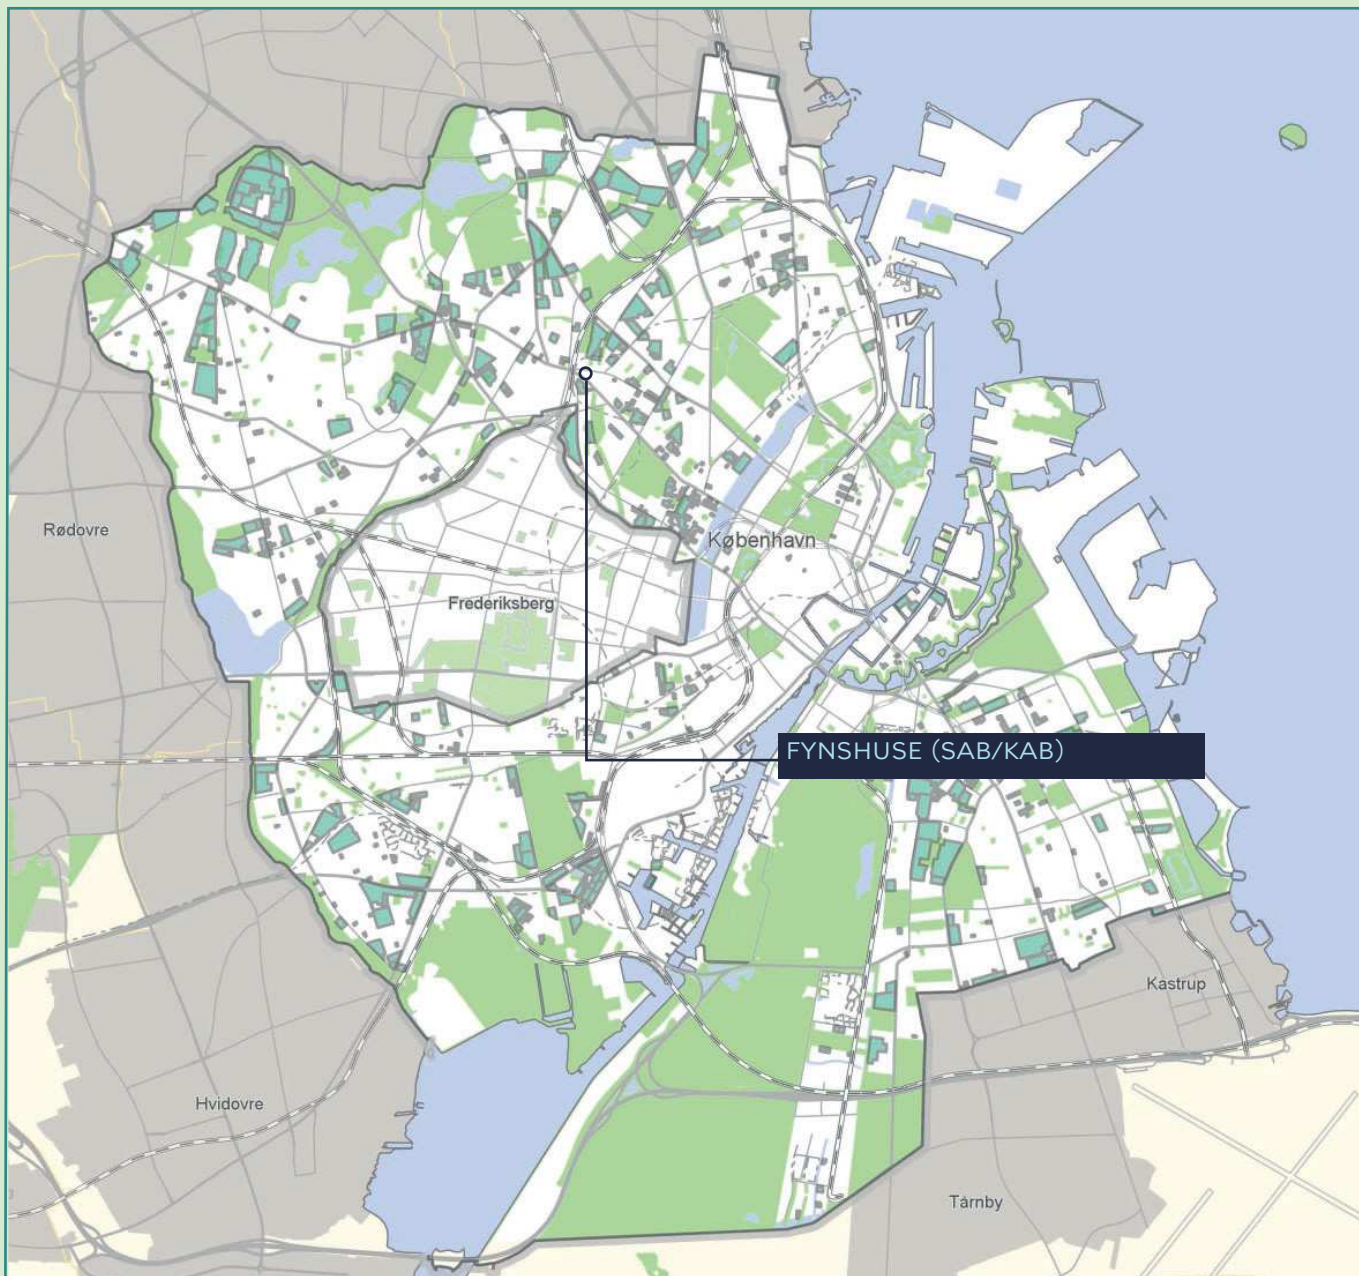 Rødovre
København
Frederiksberg
FYNSHUSE (SAB/KAB)
Kastrup
Hvidovre
Tårnby